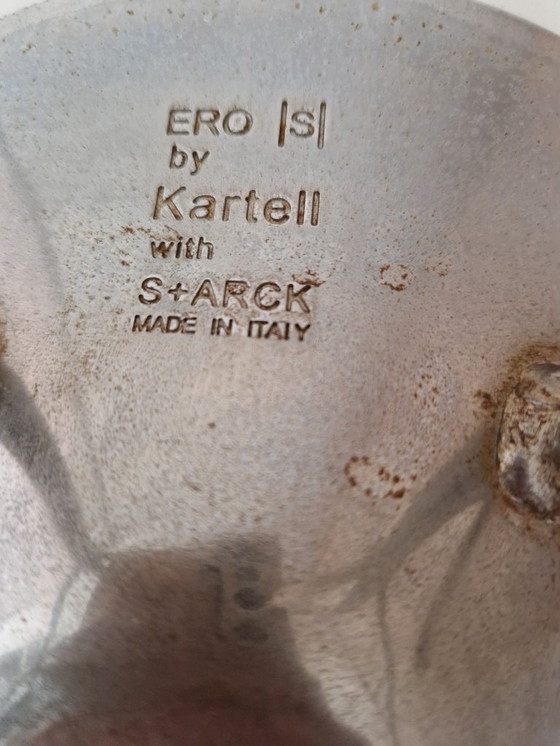 ERO |S|
by
Kartell
with
S+ARCK
MADE IN ITALY